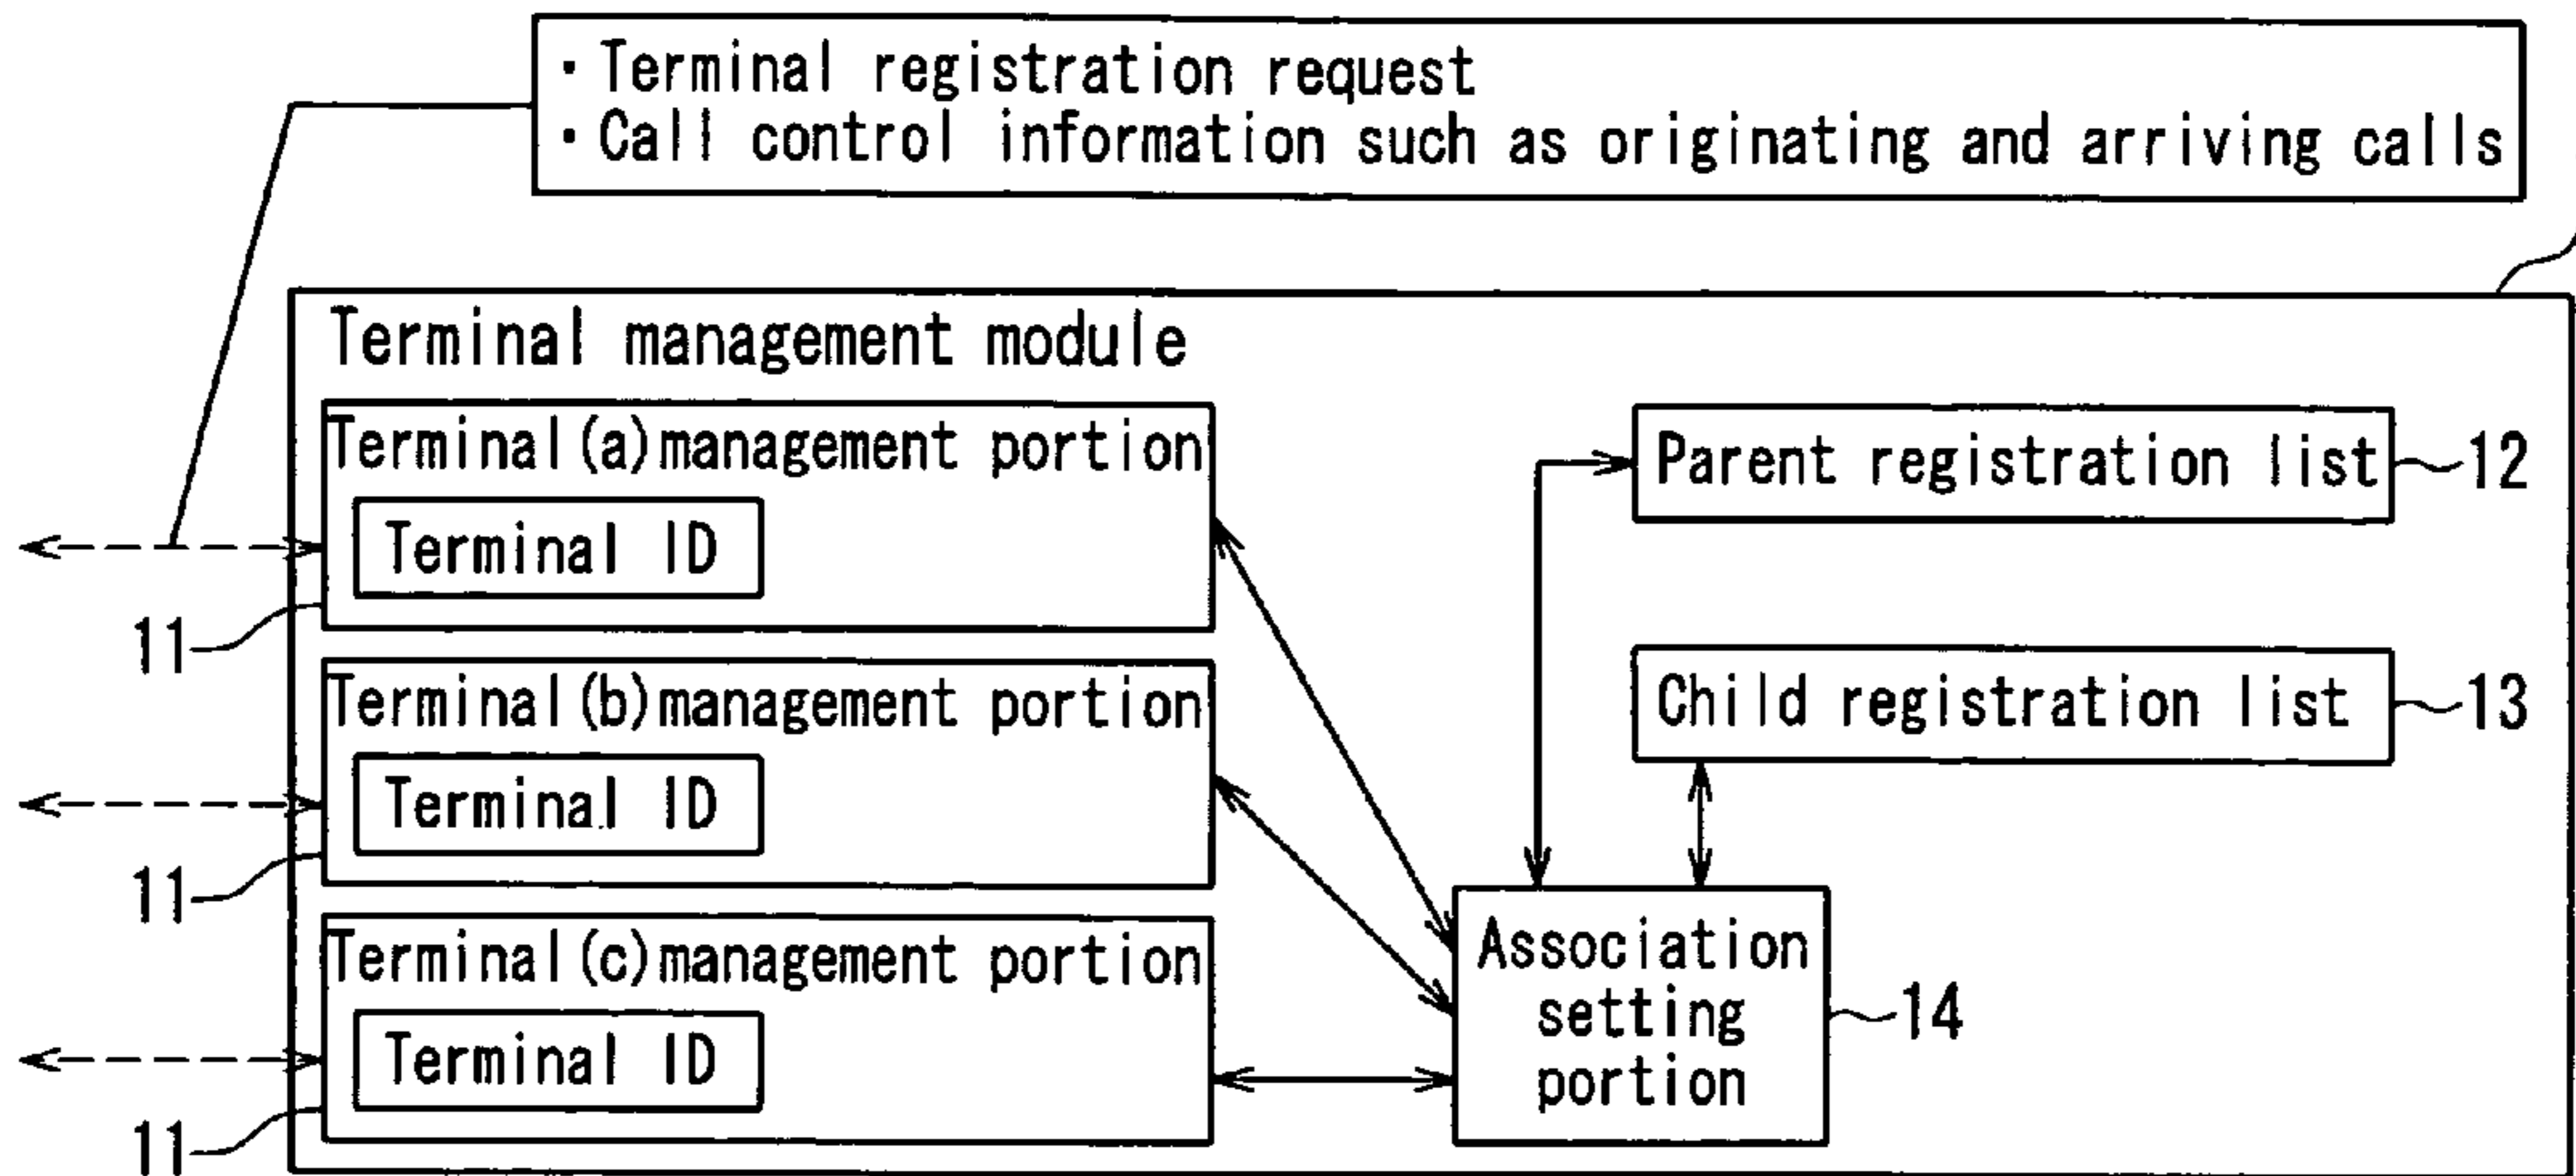 · Terminal registration request
· Call control information such as originating and arriving calls
Terminal management module
Terminal(a)management portion
Terminal ID
11
Terminal(b)management portion
Terminal ID
11
Terminal(c)management portion
Terminal ID
11
Parent registration list
12
Child registration list
13
Association
setting
portion
14